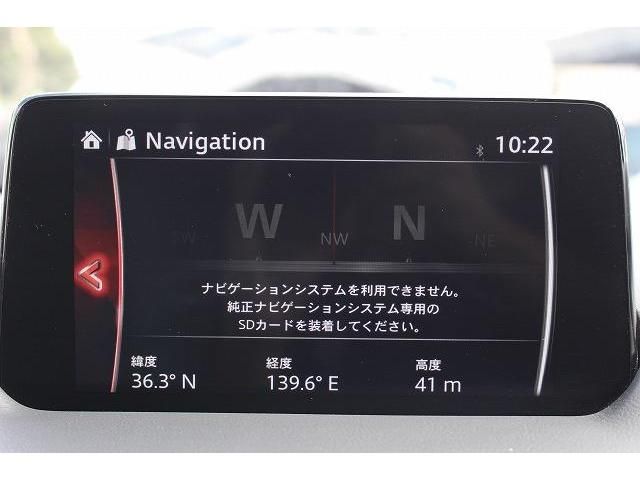 Navigation
10:22
SW W NW N NE
ナビゲーションシステムを利用できません。
純正ナビゲーションシステム専用の
SDカードを装着してください。
緯度 経度 高度
36.3° N 139.6° E 41 m